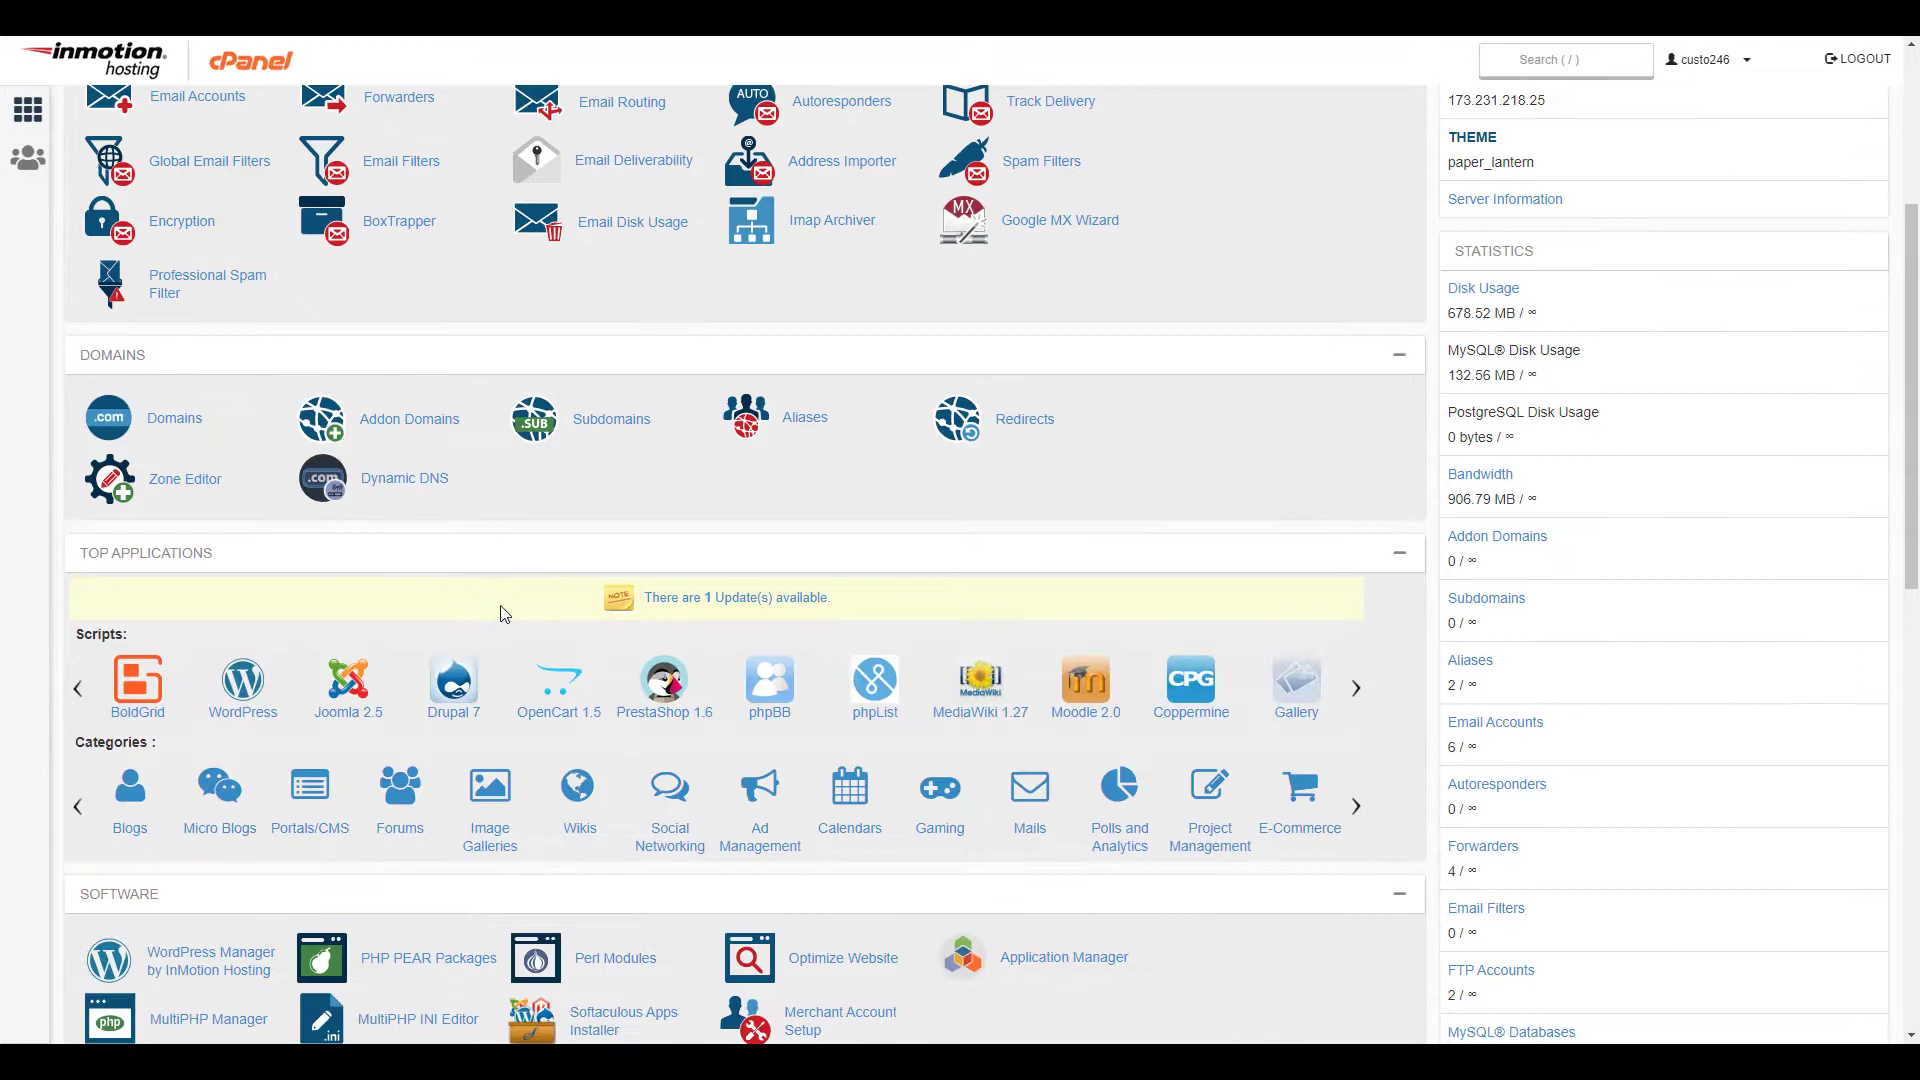 inmotion hosting
cPanel
Search ( / )
custo246
LOGOUT
Email Accounts
Forwarders
Email Routing
AUTO
Autoresponders
Track Delivery
Global Email Filters
Email Filters
Email Deliverability
Address Importer
Spam Filters
Encryption
BoxTrapper
Email Disk Usage
Imap Archiver
MX
Google MX Wizard
Professional Spam
Filter
DOMAINS
.com
Domains
Addon Domains
.SUB
Subdomains
Aliases
Redirects
Zone Editor
.com
Dynamic DNS
TOP APPLICATIONS
NOTE
There are 1 Update(s) available.
Scripts:
BoldGrid
WordPress
Joomla 2.5
Drupal 7
OpenCart 1.5
PrestaShop 1.6
phpBB
phpList
MediaWiki
MediaWiki 1.27
Moodle 2.0
CPG
Coppermine
Gallery
Categories :
Blogs
Micro Blogs
Portals/CMS
Forums
Image
Galleries
Wikis
Social
Networking
Ad
Management
Calendars
Gaming
Mails
Polls and
Analytics
Project
Management
E-Commerce
SOFTWARE
WordPress Manager
by InMotion Hosting
PHP PEAR Packages
Perl Modules
Optimize Website
Application Manager
php
MultiPHP Manager
.ini
MultiPHP INI Editor
Softaculous Apps
Installer
Merchant Account
Setup
173.231.218.25
THEME
paper_lantern
Server Information
STATISTICS
Disk Usage
678.52 MB / ∞
MySQL® Disk Usage
132.56 MB / ∞
PostgreSQL Disk Usage
0 bytes / ∞
Bandwidth
906.79 MB / ∞
Addon Domains
0 / ∞
Subdomains
0 / ∞
Aliases
2 / ∞
Email Accounts
6 / ∞
Autoresponders
0 / ∞
Forwarders
4 / ∞
Email Filters
0 / ∞
FTP Accounts
2 / ∞
MySQL® Databases